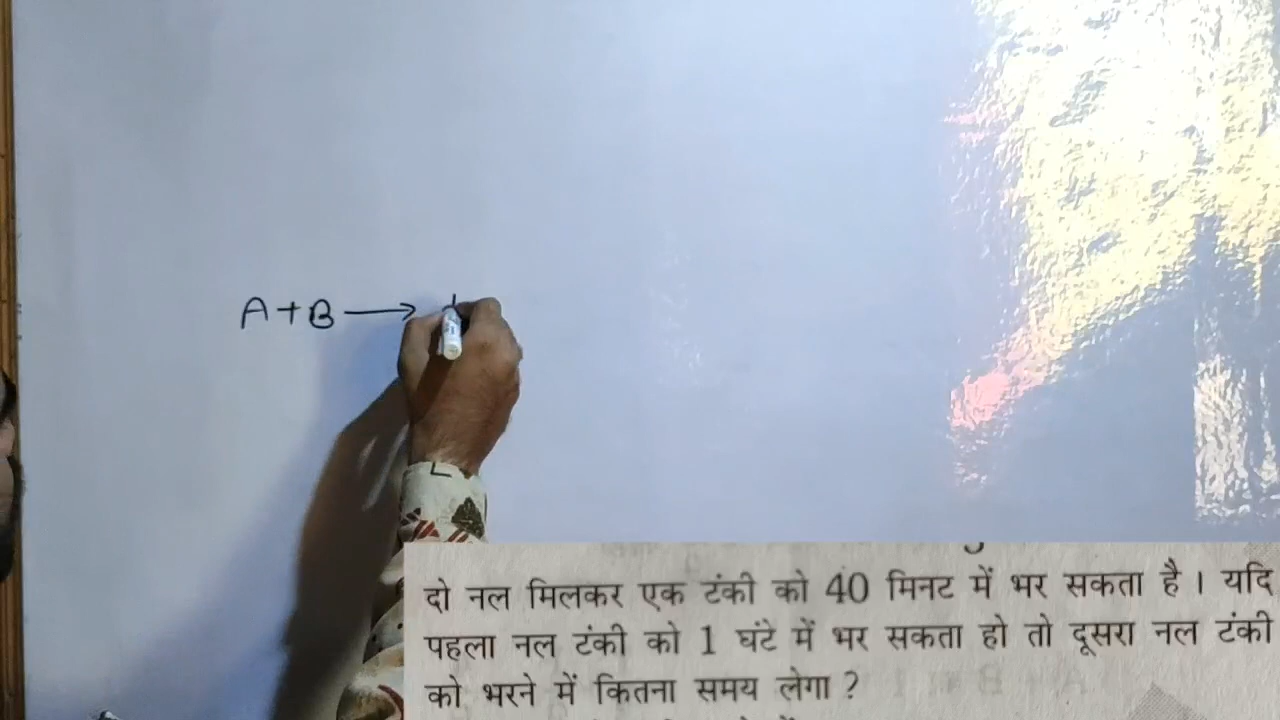 A+B →
दो नल मिलकर एक टंकी को 40 मिनट में भर सकता है । यदि
पहला नल टंकी को 1 घंटे में भर सकता हो तो दूसरा नल टंकी
को भरने में कितना समय लेगा ?